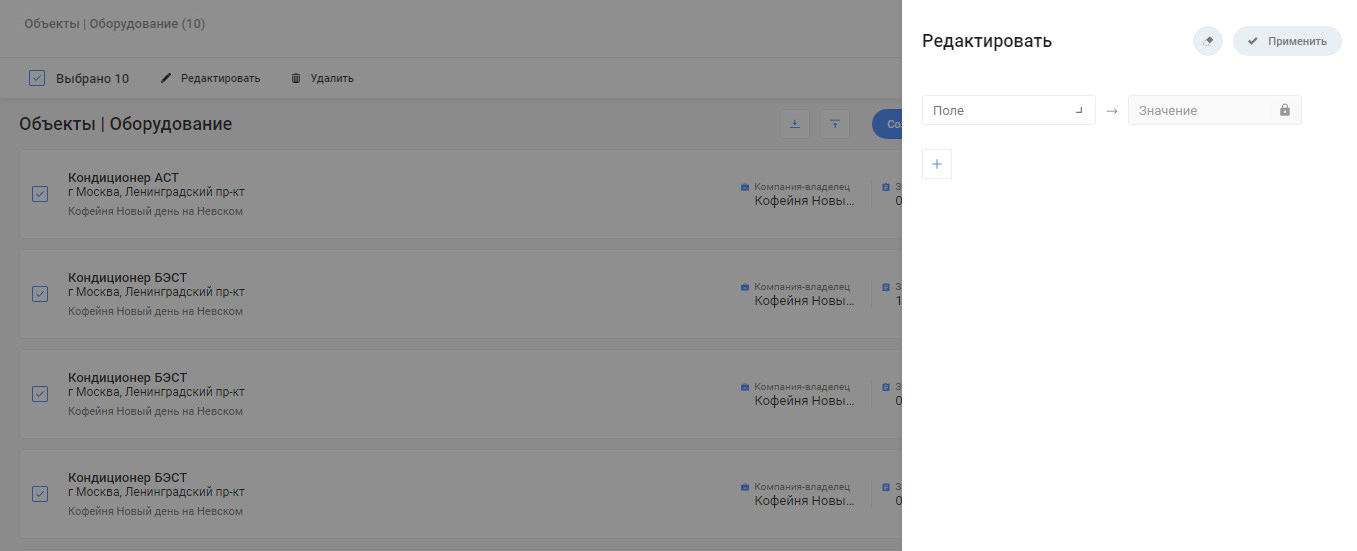 Объекты | Оборудование (10)
Выбрано 10 Редактировать Удалить
Объекты | Оборудование
Кондиционер АСТ
г Москва, Ленинградский пр-кт
Кофейня Новый день на Невском
Компания-владелец
Кофейня Новы...
0
Кондиционер БЭСТ
г Москва, Ленинградский пр-кт
Кофейня Новый день на Невском
Компания-владелец
Кофейня Новы...
1
Кондиционер БЭСТ
г Москва, Ленинградский пр-кт
Кофейня Новый день на Невском
Компания-владелец
Кофейня Новы...
0
Кондиционер БЭСТ
г Москва, Ленинградский пр-кт
Кофейня Новый день на Невском
Компания-владелец
Кофейня Новы...
0
Редактировать
Применить
Поле → Значение